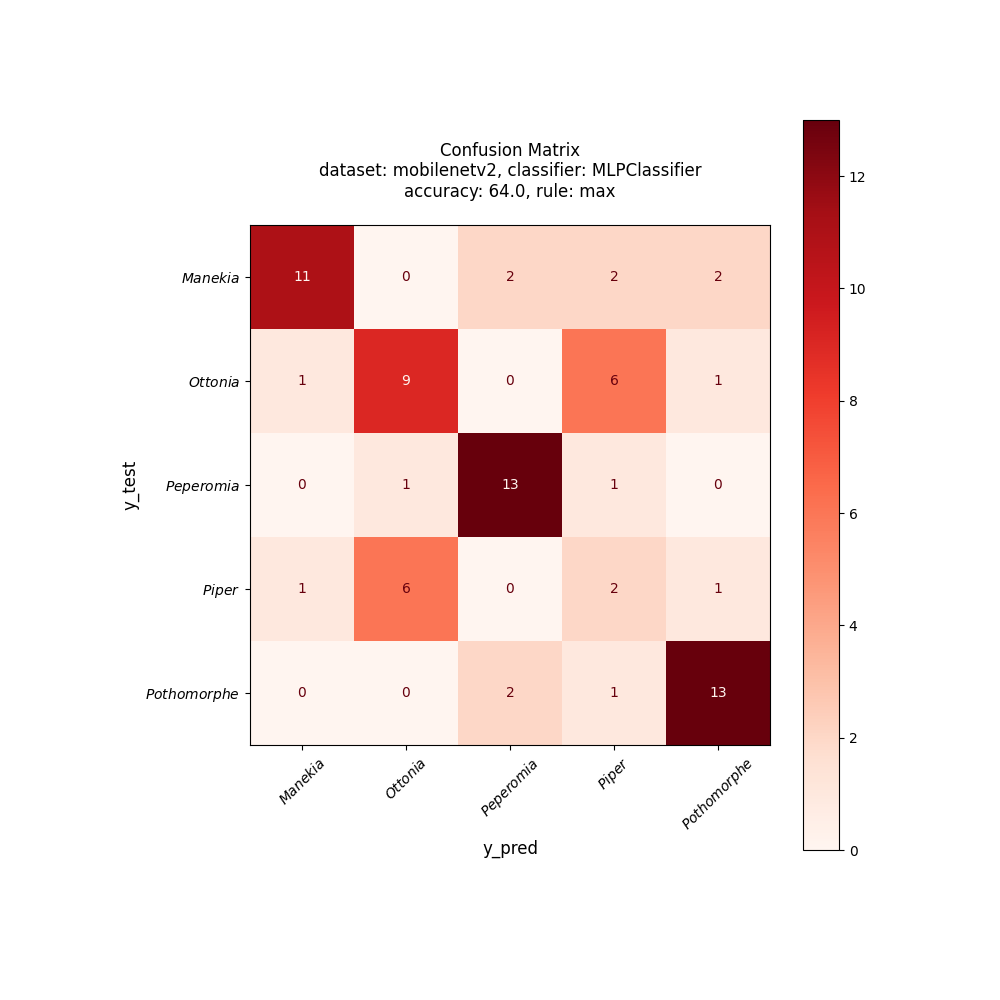 Confusion Matrix
dataset: mobilenetv2, classifier: MLPClassifier
accuracy: 64.0, rule: max
y_test
Manekia 11 0 2 2 2
Ottonia 1 9 0 6 1
Peperomia 0 1 13 1 0
Piper 1 6 0 2 1
Pothomorphe 0 0 2 1 13
Manekia Ottonia Peperomia Piper Pothomorphe
y_pred
12
10
8
6
4
2
0